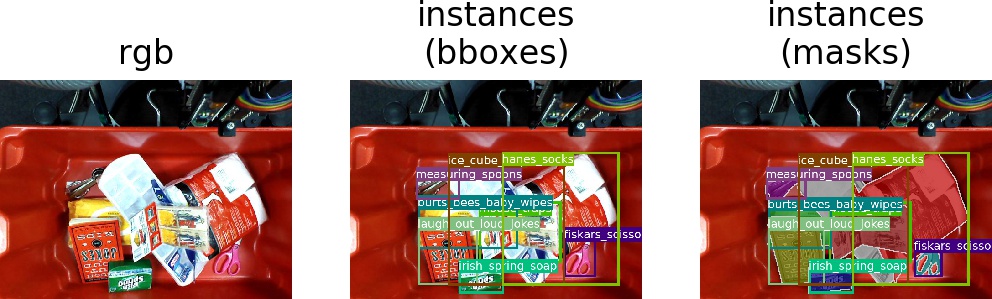 rgb
instances
(bboxes)
instances
(masks)
ice_cube_
hanes_socks
measuring_spoons
burts_bees_baby_wipes
laugh_out_loud_jokes
fiskars_scisso
irish_spring_soap
ice_cube_
hanes_socks
measuring_spoons
burts_bees_baby_wipes
laugh_out_loud_jokes
fiskars_scisso
irish_spring_soap